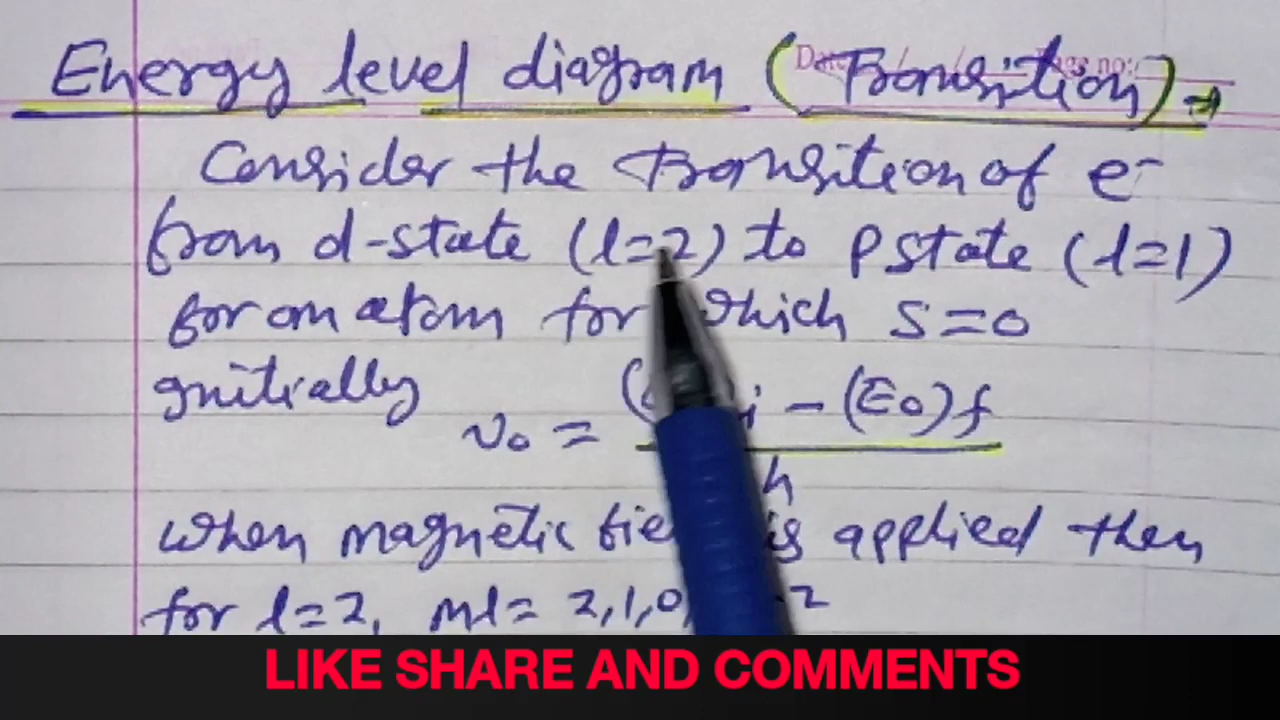 Energy level diagram (Transition) →
Consider the transition of e⁻
from d-state (l=2) to p state (l=1)
for an atom for which s=0
Initially
ν₀ = - (E₀)f
h
when magnetic is applied then
for l=2, ml= 2,1,0, 2
LIKE SHARE AND COMMENTS